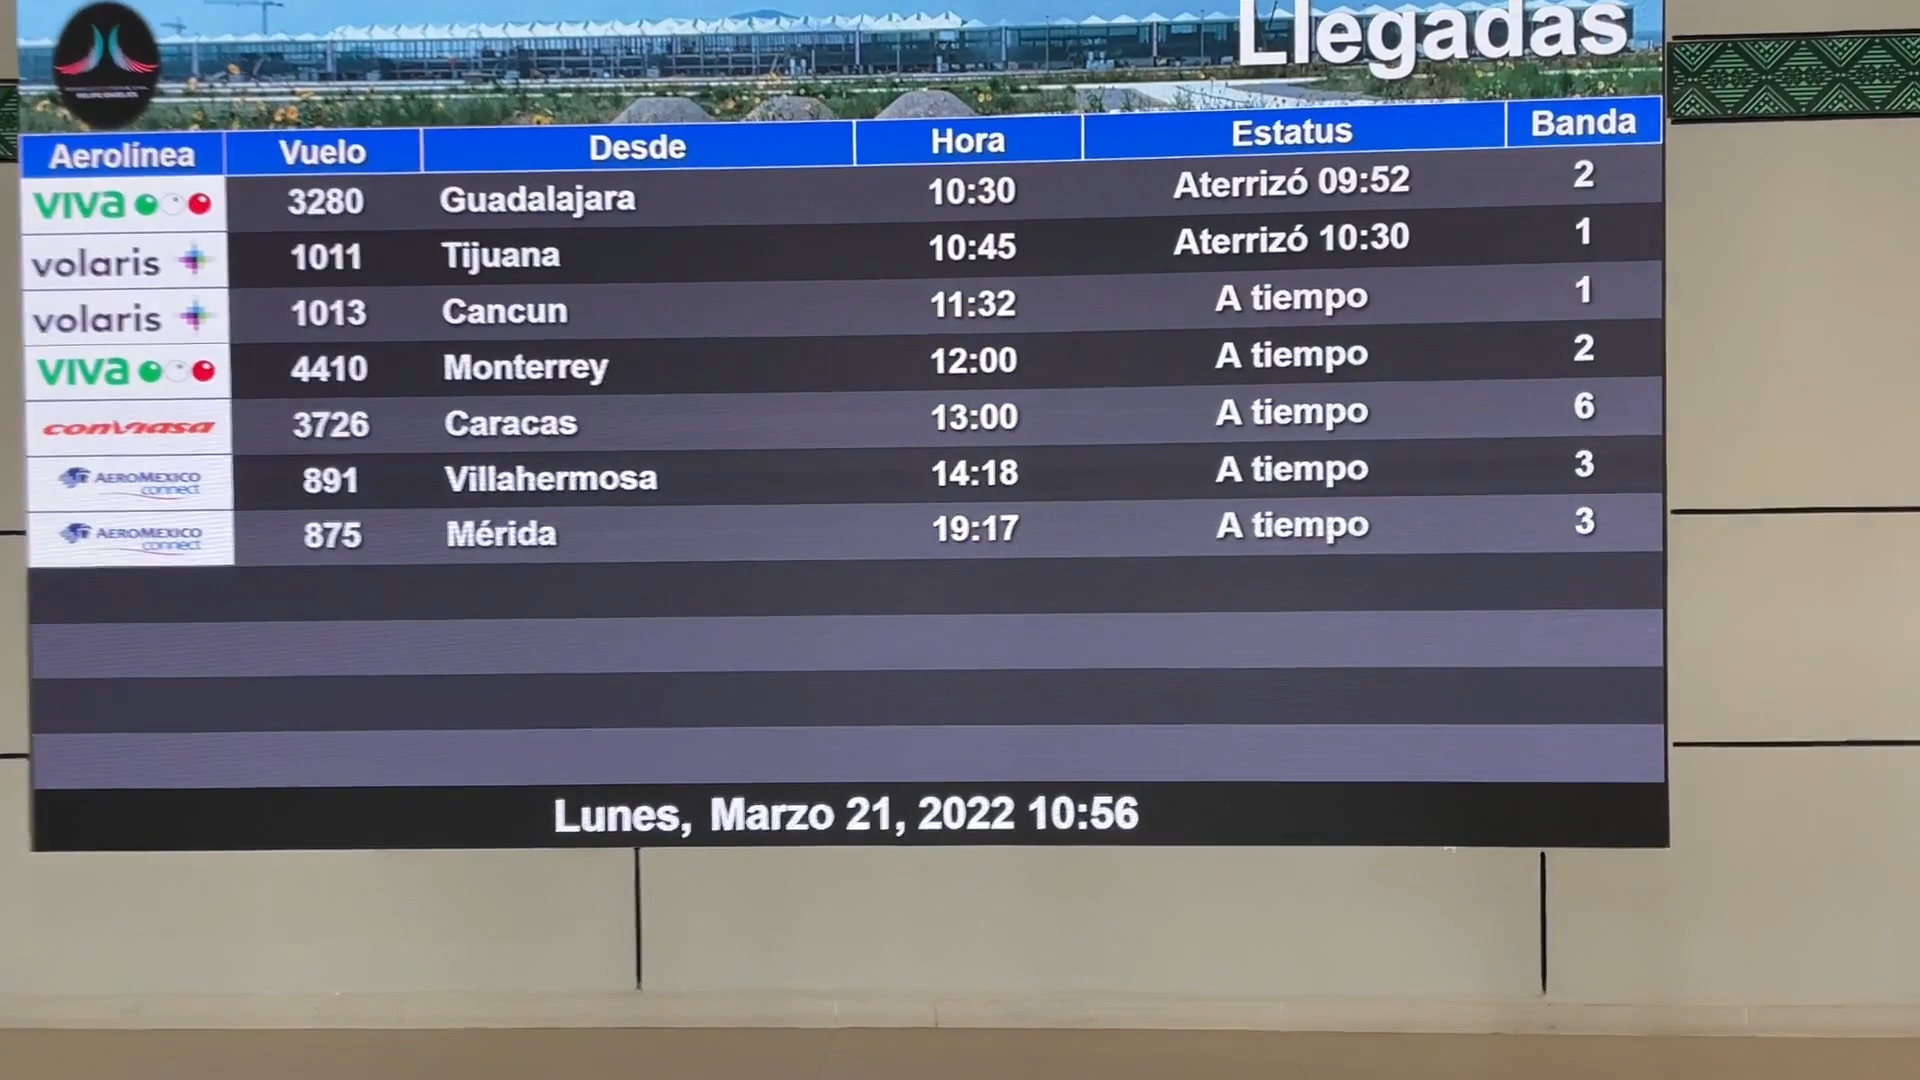 Llegadas
Aerolínea Vuelo Desde Hora Estatus Banda
VIVA 3280 Guadalajara 10:30 Aterrizó 09:52 2
volaris 1011 Tijuana 10:45 Aterrizó 10:30 1
volaris 1013 Cancun 11:32 A tiempo 1
VIVA 4410 Monterrey 12:00 A tiempo 2
conviasa 3726 Caracas 13:00 A tiempo 6
AEROMEXICO connect 891 Villahermosa 14:18 A tiempo 3
AEROMEXICO connect 875 Mérida 19:17 A tiempo 3
Lunes, Marzo 21, 2022 10:56